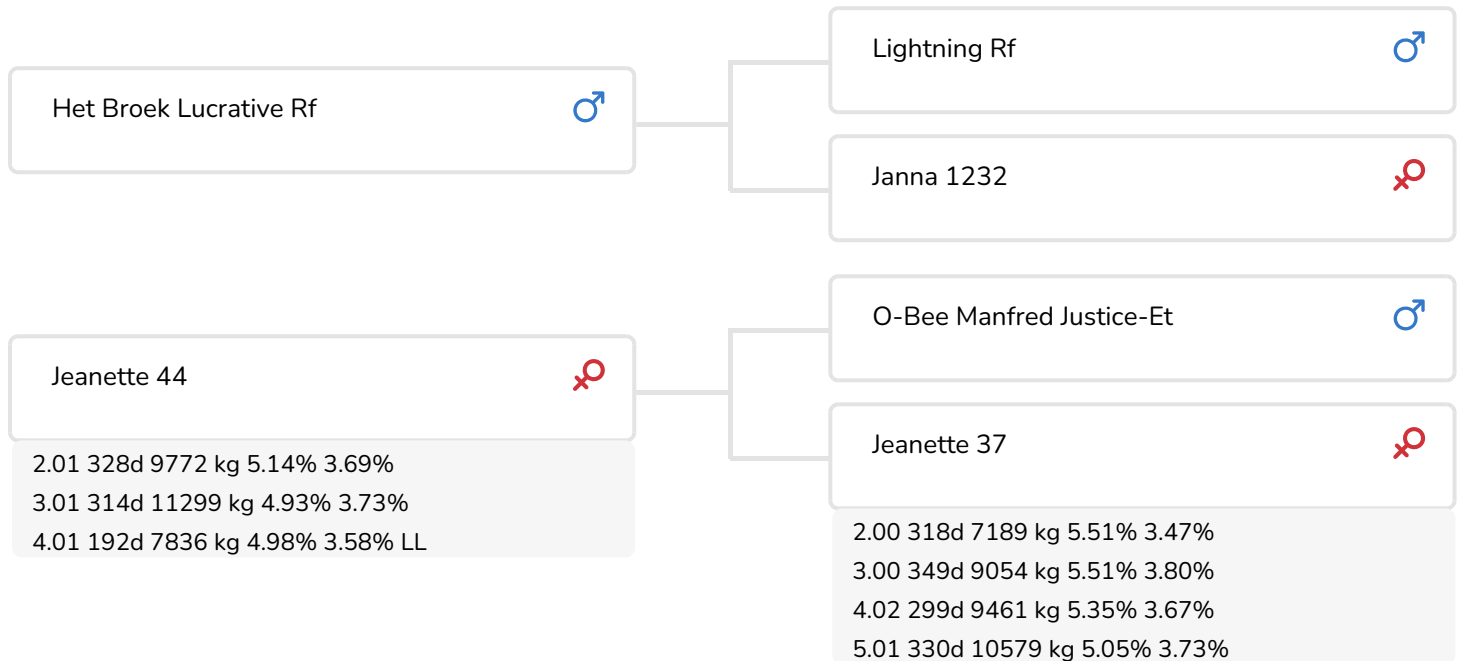 Het Broek Lucrative Rf
Lightning Rf
Janna 1232
Jeanette 44
2.01 328d 9772 kg 5.14% 3.69%
3.01 314d 11299 kg 4.93% 3.73%
4.01 192d 7836 kg 4.98% 3.58% LL
O-Bee Manfred Justice-Et
Jeanette 37
2.00 318d 7189 kg 5.51% 3.47%
3.00 349d 9054 kg 5.51% 3.80%
4.02 299d 9461 kg 5.35% 3.67%
5.01 330d 10579 kg 5.05% 3.73%